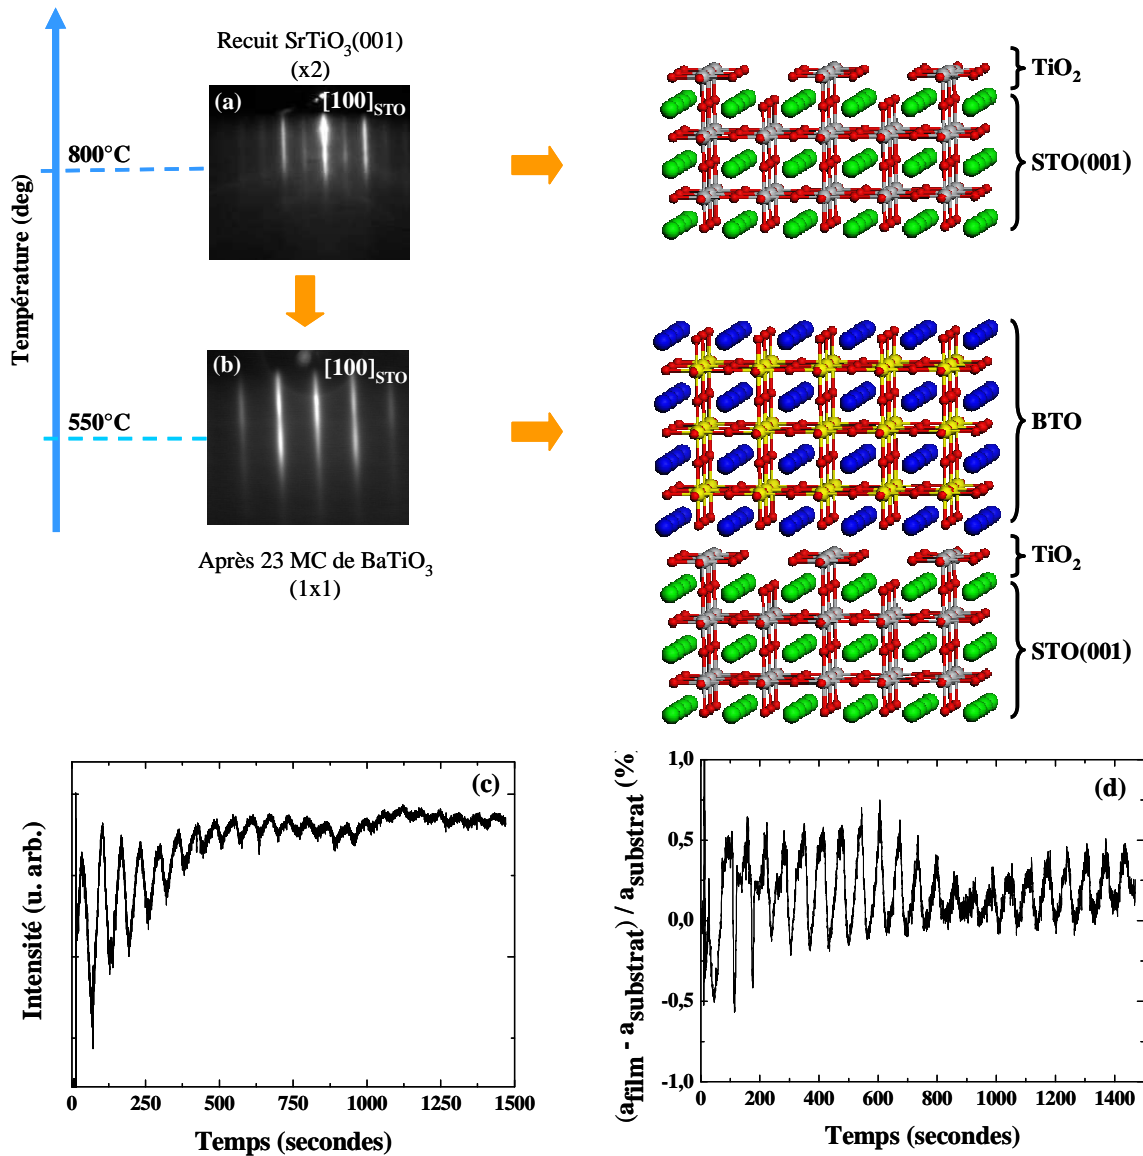 Recuit SrTiO3(001)
(x2)
(a)
[100]STO
TiO2
STO(001)
800°C
Température (deg)
(b)
[100]STO
550°C
BTO
Après 23 MC de BaTiO3
(1x1)
TiO2
STO(001)
(c)
Intensité (u. arb.)
0 250 500 750 1000 1250 1500
Temps (secondes)
(d)
(afilm - asubstrat) / asubstrat (%)
1,0
0,5
0,0
-0,5
-1,0
0 200 400 600 800 1000 1200 1400
Temps (secondes)